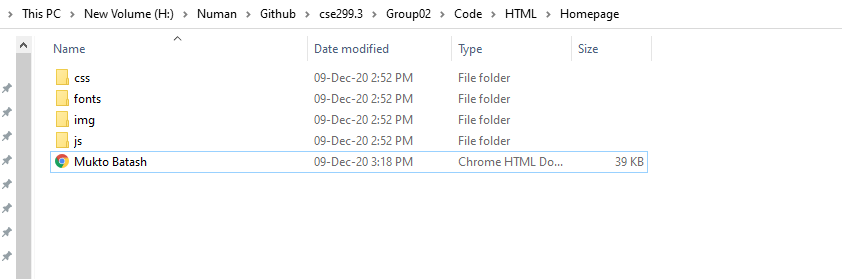 This PC > New Volume (H:) > Numan > Github > cse299.3 > Group02 > Code > HTML > Homepage
Name Date modified Type Size
css 09-Dec-20 2:52 PM File folder
fonts 09-Dec-20 2:52 PM File folder
img 09-Dec-20 2:52 PM File folder
js 09-Dec-20 2:52 PM File folder
Mukto Batash 09-Dec-20 3:18 PM Chrome HTML Do... 39 KB